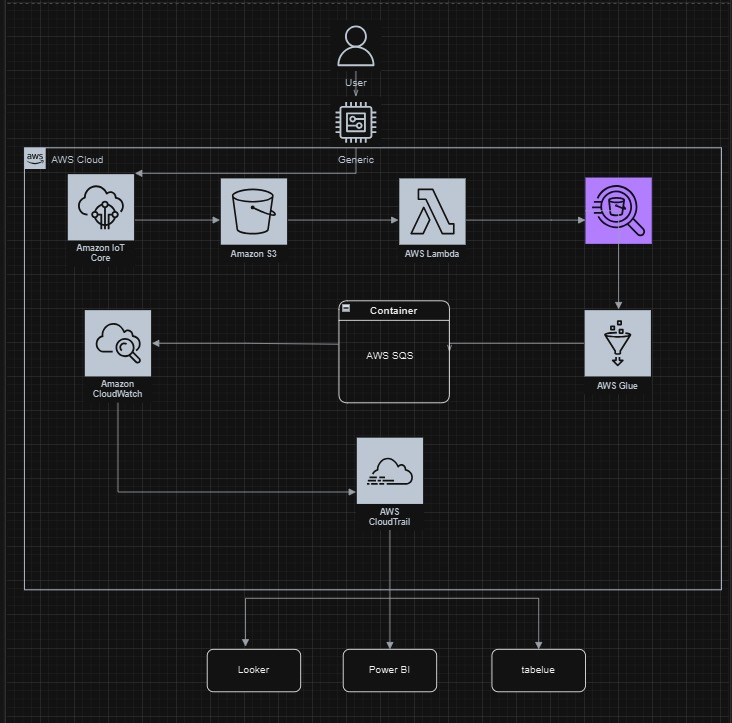 User
Generic
aws
AWS Cloud
Amazon IoT
Core
Amazon S3
AWS Lambda
Container
AWS SQS
Amazon
CloudWatch
AWS Glue
AWS
CloudTrail
Looker
Power BI
tabelue